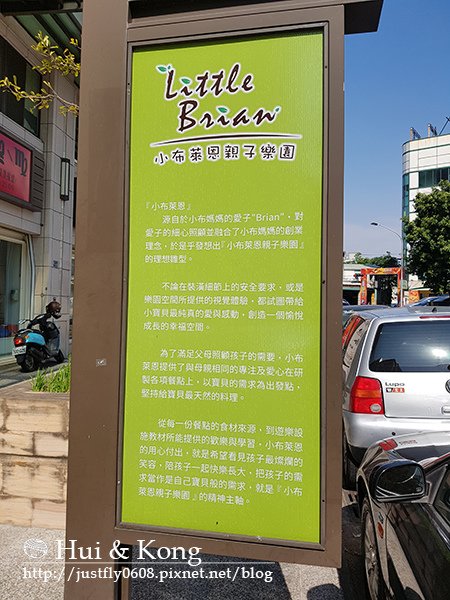 Little
Brian
小布萊恩親子樂園
『小布萊恩』
源自於小布媽媽的愛子"Brian"，對
愛子的細心照顧並融合了小布媽媽的創業
理念，於是乎發想出『小布萊恩親子樂園』
的理想雛型。
不論在裝潢細節上的安全要求，或是
樂園空間所提供的視覺體驗，都試圖帶給
小寶貝最純真的愛與感動，創造一個愉悅
成長的幸福空間。
為了滿足父母照顧孩子的需要，小布
萊恩提供了與母親相同的專注及愛心在研
製各項餐點上，以寶貝的需求為出發點，
堅持給寶貝最天然的料理。
從每一份餐點的食材來源，到遊樂設
施教材所能提供的歡樂與學習，小布萊恩
的用心付出，就是希望看見孩子最燦爛的
笑容，陪孩子一起快樂長大，把孩子的需
求當作是自己寶貝般的需求，就是『小布
萊恩親子樂園』的精神主軸。
Lupo
Hui & Kong
http://justfly0608.pixnet.net/blog